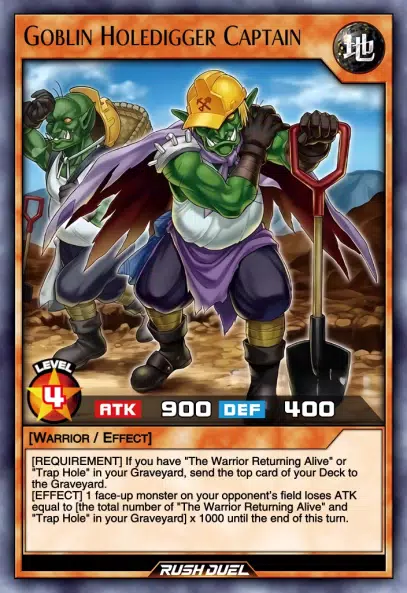 GOBLIN HOLEDIGGER CAPTAIN
地
LEVEL
4
ATK 900 DEF 400
[WARRIOR / EFFECT]
[REQUIREMENT] If you have "The Warrior Returning Alive" or
"Trap Hole" in your Graveyard, send the top card of your Deck to
the Graveyard.
[EFFECT] 1 face-up monster on your opponent's field loses ATK
equal to [the total number of "The Warrior Returning Alive" and
"Trap Hole" in your Graveyard] x 1000 until the end of this turn.
RUSH DUEL